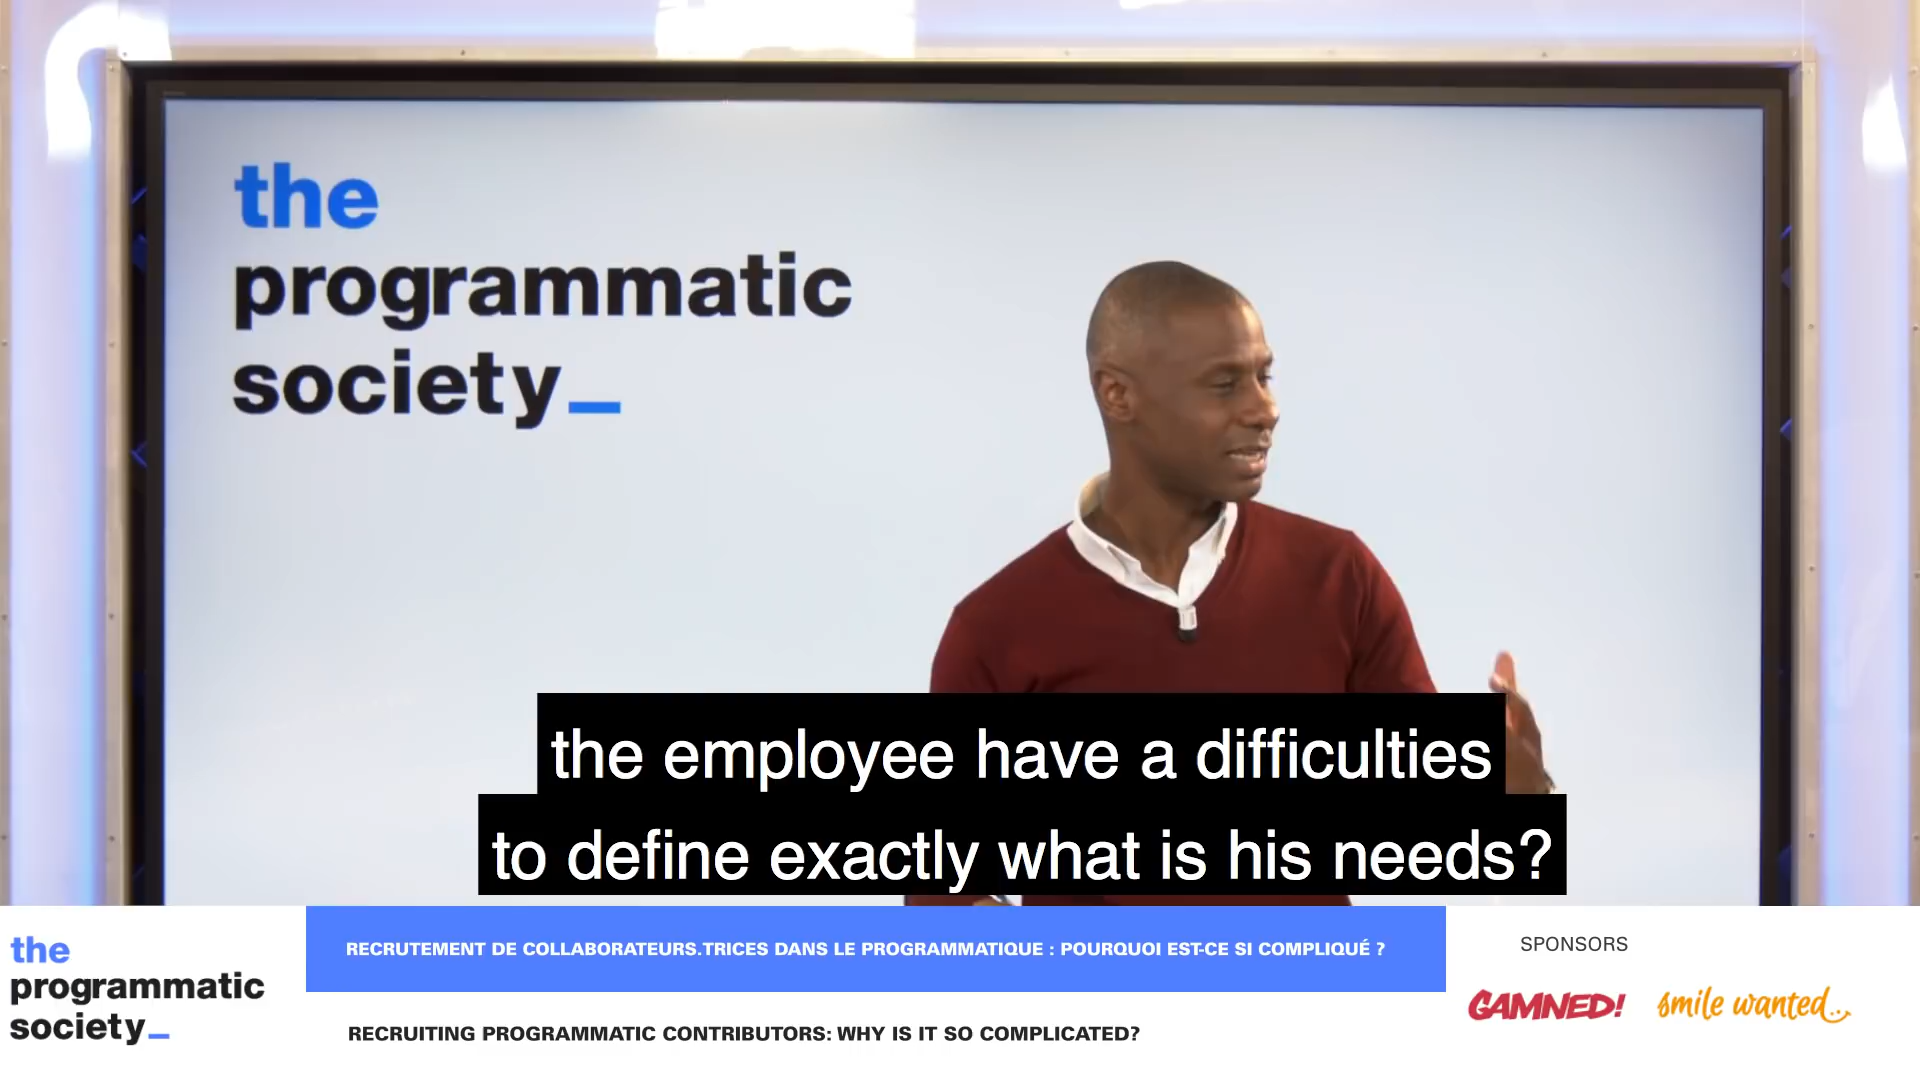 the
programmatic
society_
the employee have a difficulties
to define exactly what is his needs?
the
programmatic
society_
RECRUTEMENT DE COLLABORATEURS.TRICES DANS LE PROGRAMMATIQUE : POURQUOI EST-CE SI COMPLIQUÉ ?
RECRUITING PROGRAMMATIC CONTRIBUTORS: WHY IS IT SO COMPLICATED?
SPONSORS
GAMNED!
smile wanted..